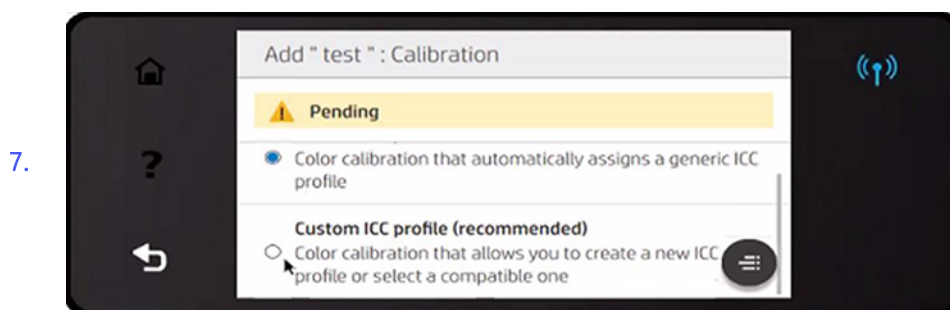 Add " test " : Calibration
Pending
7.
?
Color calibration that automatically assigns a generic ICC
profile
Custom ICC profile (recommended)
Color calibration that allows you to create a new ICC
profile or select a compatible one